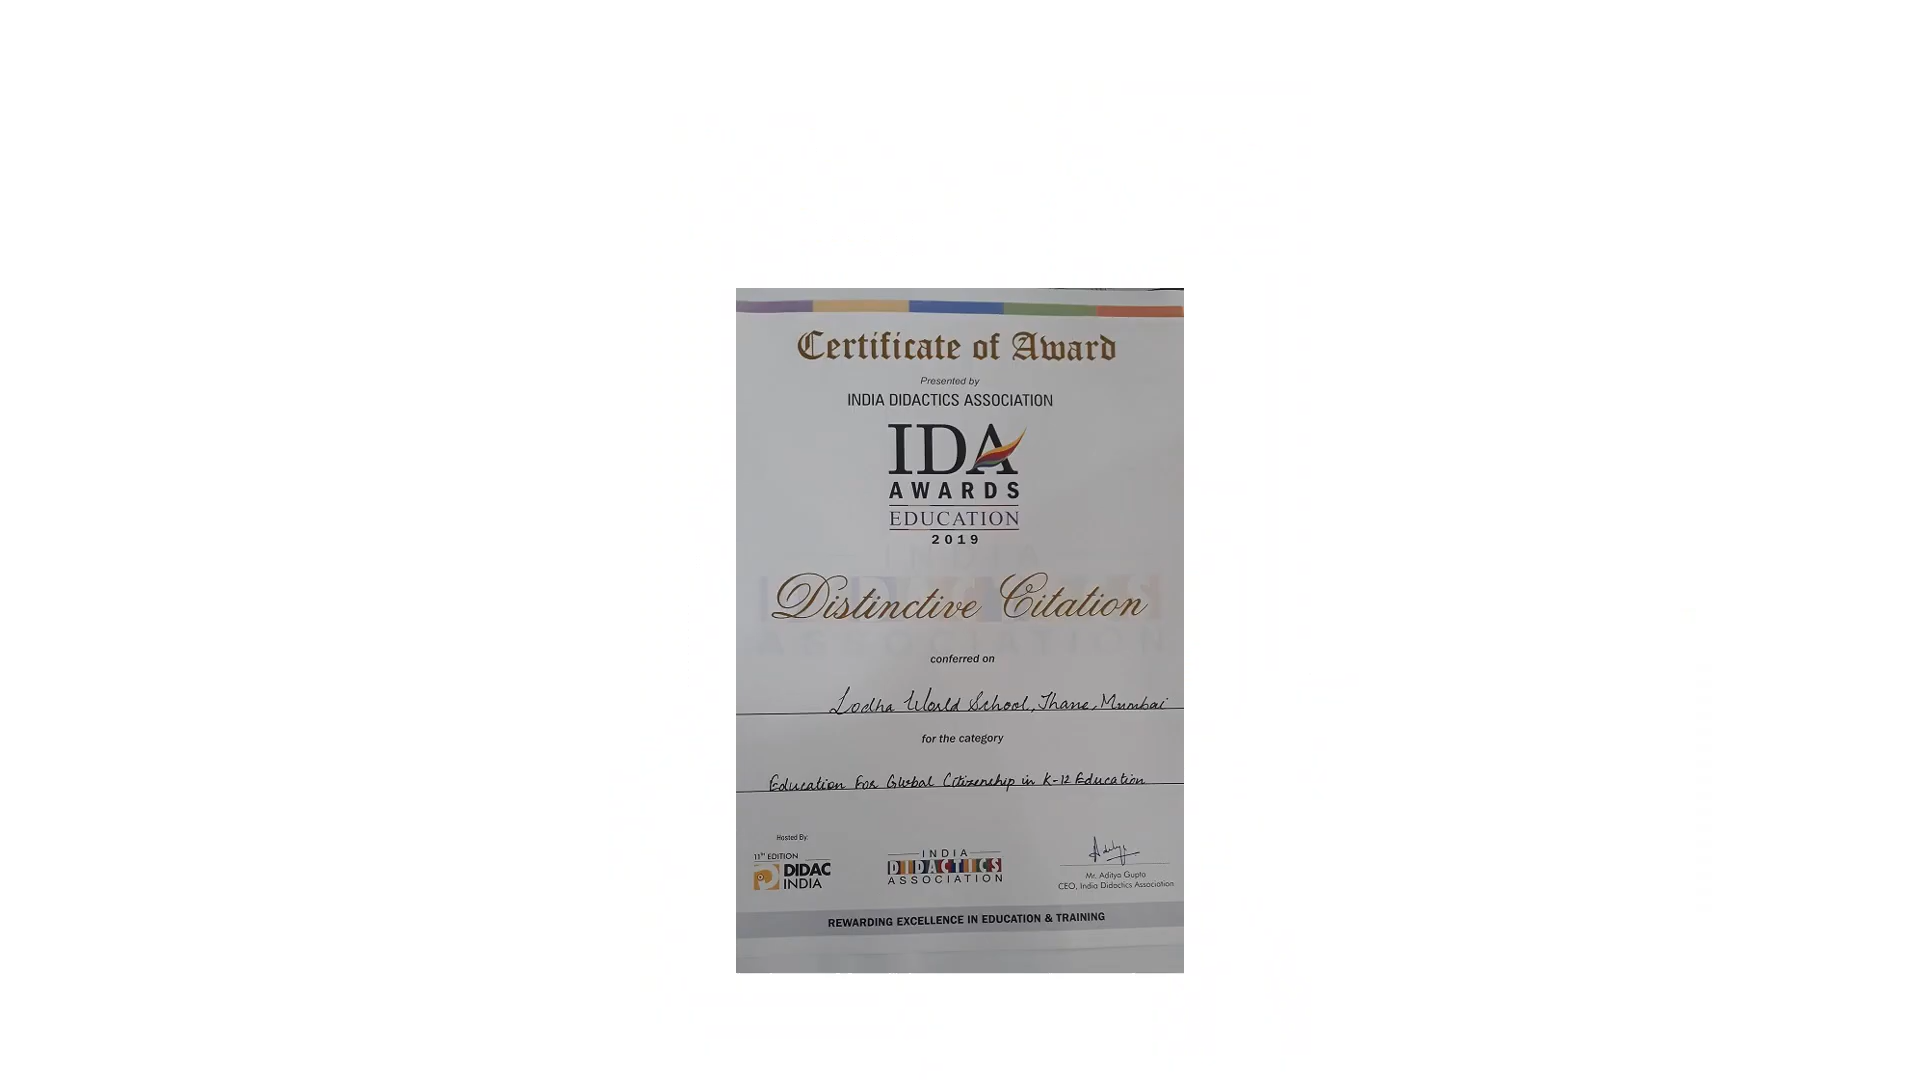 Certificate of Award
Presented by
INDIA DIDACTICS ASSOCIATION
IDA
AWARDS
EDUCATION
2019
Distinctive Citation
conferred on
Lodha World School, Thane, Mumbai
for the category
Education For Global Citizenship in K-12 Education
Hosted By:
11TH EDITION
DIDAC
INDIA
INDIA
DIDACTICS
ASSOCIATION
Aditya
Mr. Aditya Gupta
CEO, India Didactics Association
REWARDING EXCELLENCE IN EDUCATION & TRAINING